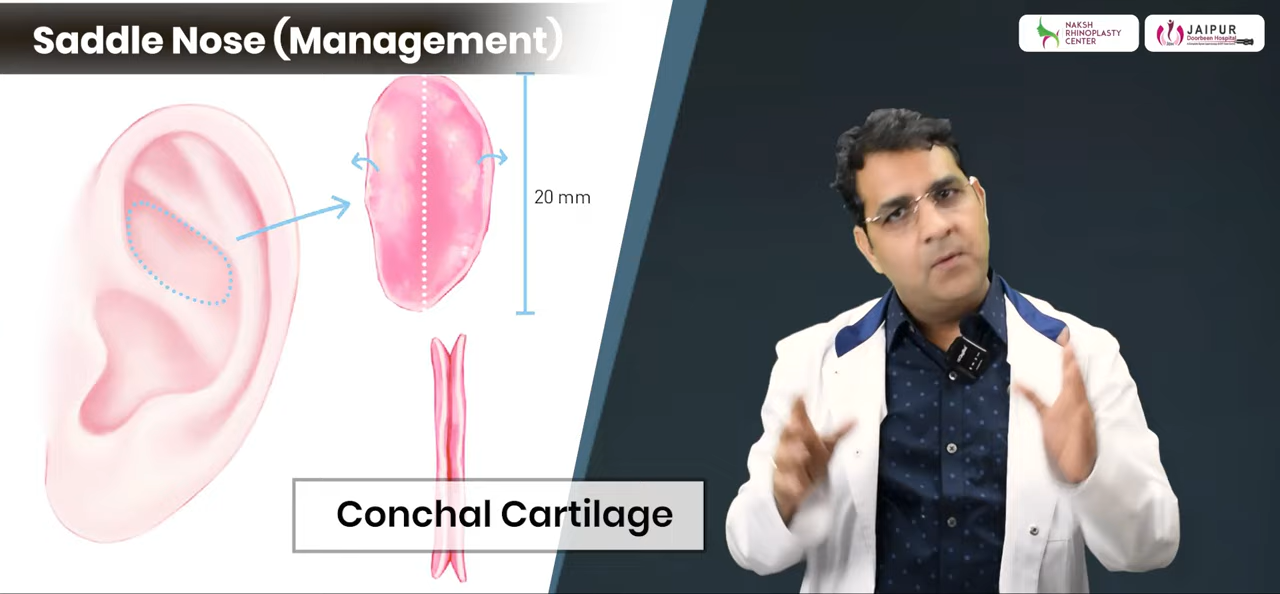 Saddle Nose (Management)
20 mm
Conchal Cartilage
NAKSH
RHINOPLASTY
CENTER
JAIPUR
Doorbeen Hospital